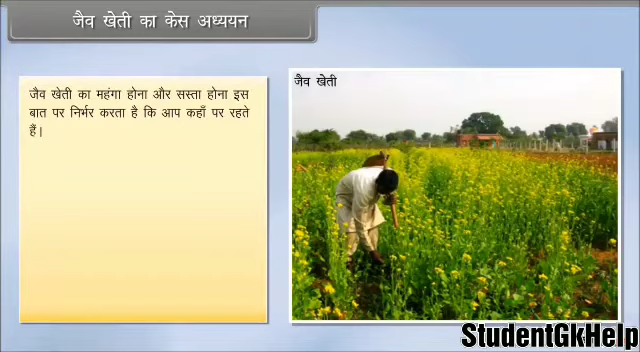 जैव खेती का केस अध्ययन
जैव खेती का महंगा होना और सस्ता होना इस
बात पर निर्भर करता है कि आप कहाँ पर रहते
हैं।
जैव खेती
StudentGkHelp